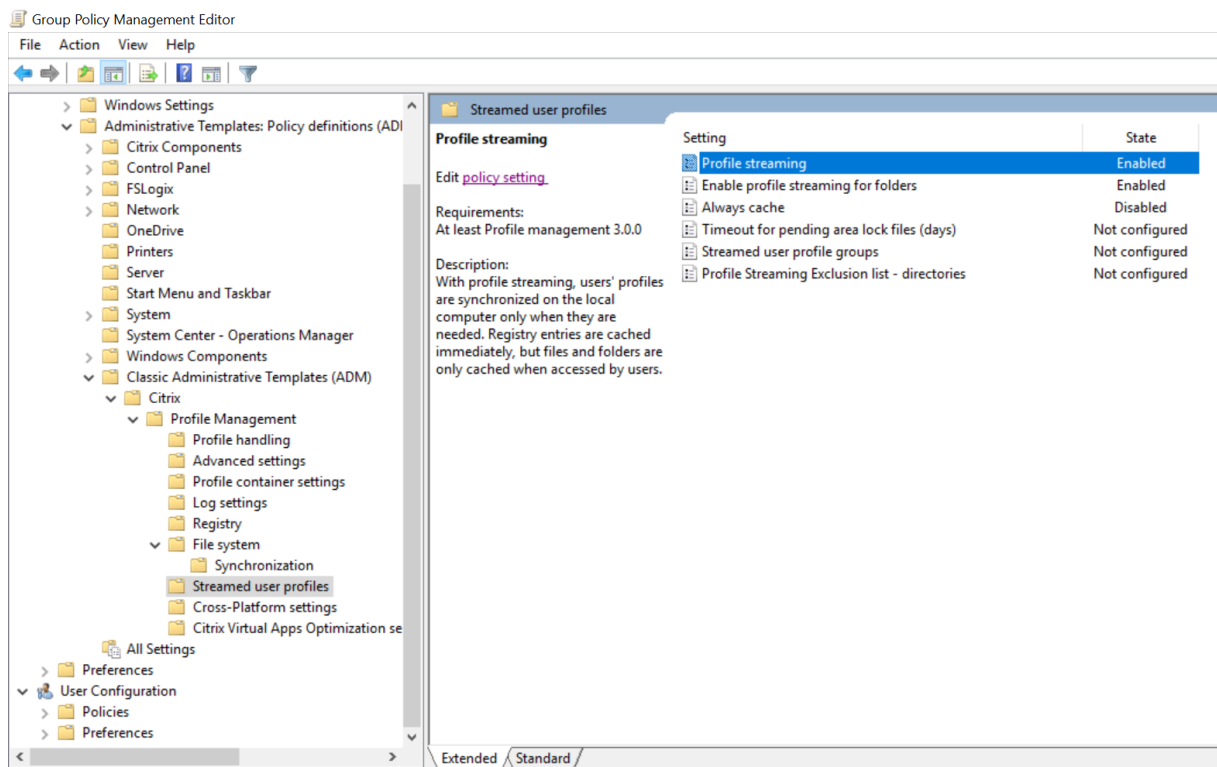 Group Policy Management Editor
File Action View Help
Windows Settings
Administrative Templates: Policy definitions (ADI
Citrix Components
Control Panel
FSLogix
Network
OneDrive
Printers
Server
Start Menu and Taskbar
System
System Center - Operations Manager
Windows Components
Classic Administrative Templates (ADM)
Citrix
Profile Management
Profile handling
Advanced settings
Profile container settings
Log settings
Registry
File system
Synchronization
Streamed user profiles
Cross-Platform settings
Citrix Virtual Apps Optimization se
All Settings
Preferences
User Configuration
Policies
Preferences
Streamed user profiles
Profile streaming
Edit policy setting
Requirements:
At least Profile management 3.0.0
Description:
With profile streaming, users' profiles
are synchronized on the local
computer only when they are
needed. Registry entries are cached
immediately, but files and folders are
only cached when accessed by users.
Setting State
Profile streaming Enabled
Enable profile streaming for folders Enabled
Always cache Disabled
Timeout for pending area lock files (days) Not configured
Streamed user profile groups Not configured
Profile Streaming Exclusion list - directories Not configured
Extended Standard